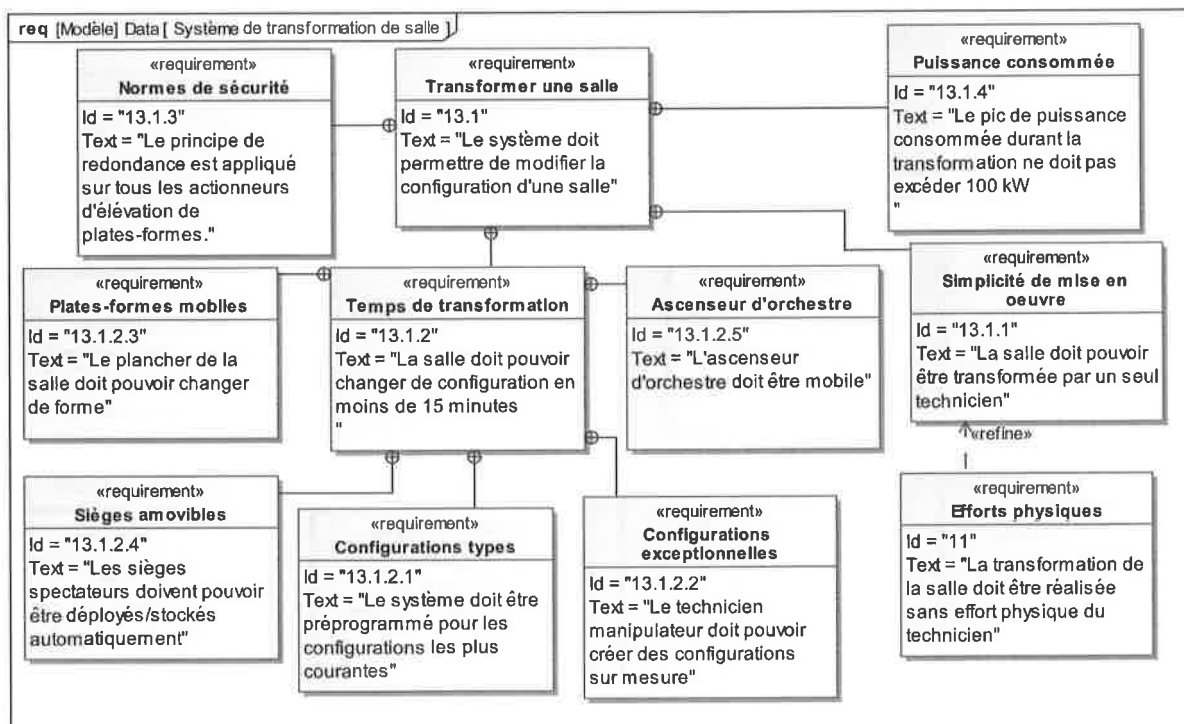 req [Modèle] Data [ Système de transformation de salle ]
«requirement»
Normes de sécurité
Id = "13.1.3"
Text = "Le principe de
redondance est appliqué
sur tous les actionneurs
d'élévation de
plates-formes."
«requirement»
Transformer une salle
Id = "13.1"
Text = "Le système doit
permettre de modifier la
configuration d'une salle"
«requirement»
Puissance consommée
Id = "13.1.4"
Text = "Le pic de puissance
consommée durant la
transformation ne doit pas
excéder 100 kW
"
«requirement»
Plates-formes mobiles
Id = "13.1.2.3"
Text = "Le plancher de la
salle doit pouvoir changer
de forme"
«requirement»
Temps de transformation
Id = "13.1.2"
Text = "La salle doit pouvoir
changer de configuration en
moins de 15 minutes
"
«requirement»
Ascenseur d'orchestre
Id = "13.1.2.5"
Text = "L'ascenseur
d'orchestre doit être mobile"
«requirement»
Simplicité de mise en
oeuvre
Id = "13.1.1"
Text = "La salle doit pouvoir
être transformée par un seul
technicien"
«refine»
«requirement»
Sièges amovibles
Id = "13.1.2.4"
Text = "Les sièges
spectateurs doivent pouvoir
être déployés/stockés
automatiquement"
«requirement»
Configurations types
Id = "13.1.2.1"
Text = "Le système doit être
préprogrammé pour les
configurations les plus
courantes"
«requirement»
Configurations
exceptionnelles
Id = "13.1.2.2"
Text = "Le technicien
manipulateur doit pouvoir
créer des configurations
sur mesure"
«requirement»
Efforts physiques
Id = "11"
Text = "La transformation de
la salle doit être réalisée
sans effort physique du
technicien"